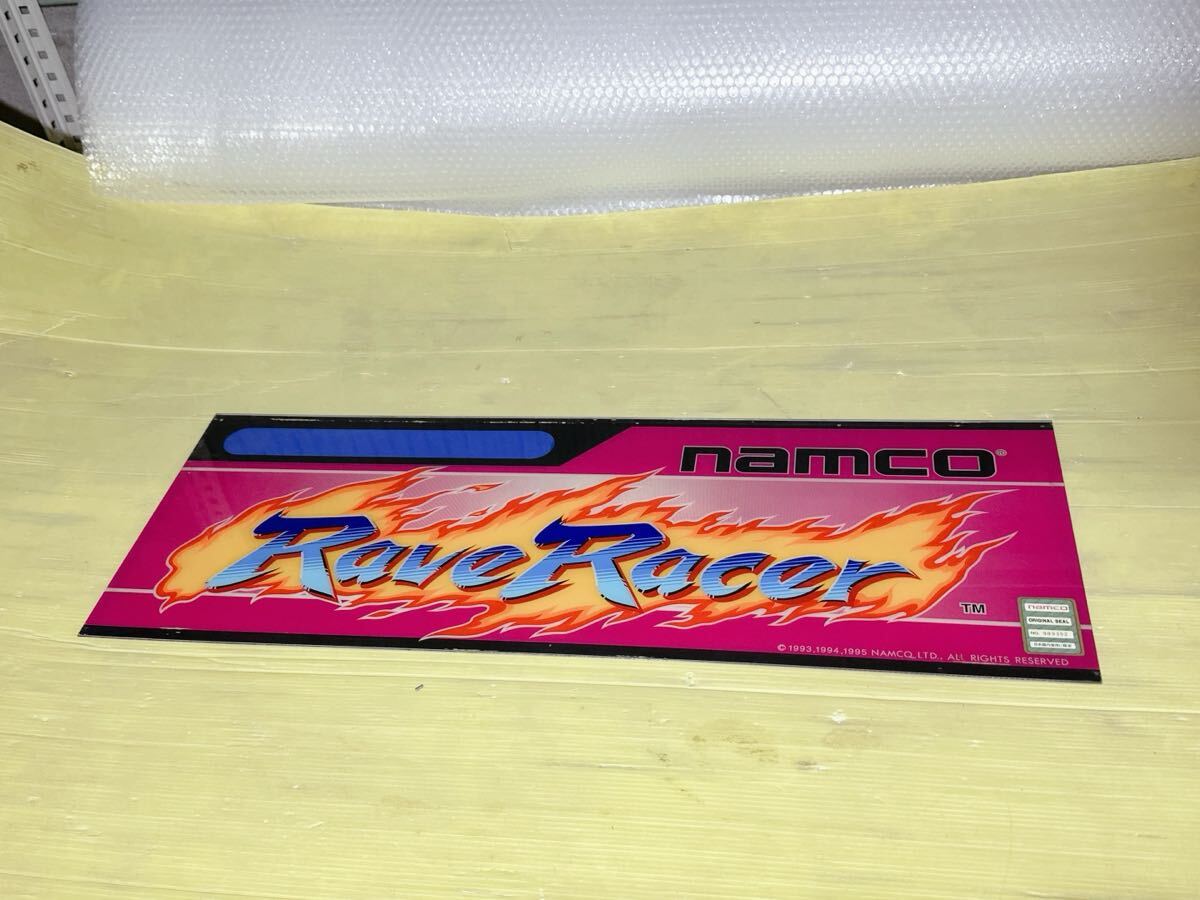 namco®
Rave Racer
TM
namco
ORIGINAL SEAL
© 1993, 1994, 1995 NAMCO LTD., ALL RIGHTS RESERVED